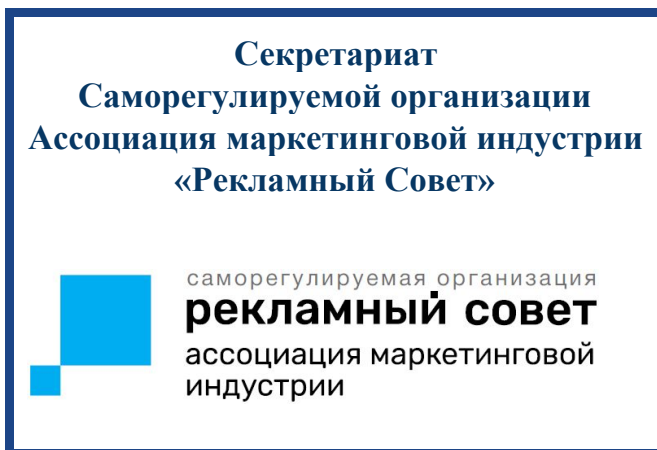 Секретариат
Саморегулируемой организации
Ассоциация маркетинговой индустрии
«Рекламный Совет»
саморегулируемая организация
рекламный совет
ассоциация маркетинговой
индустрии